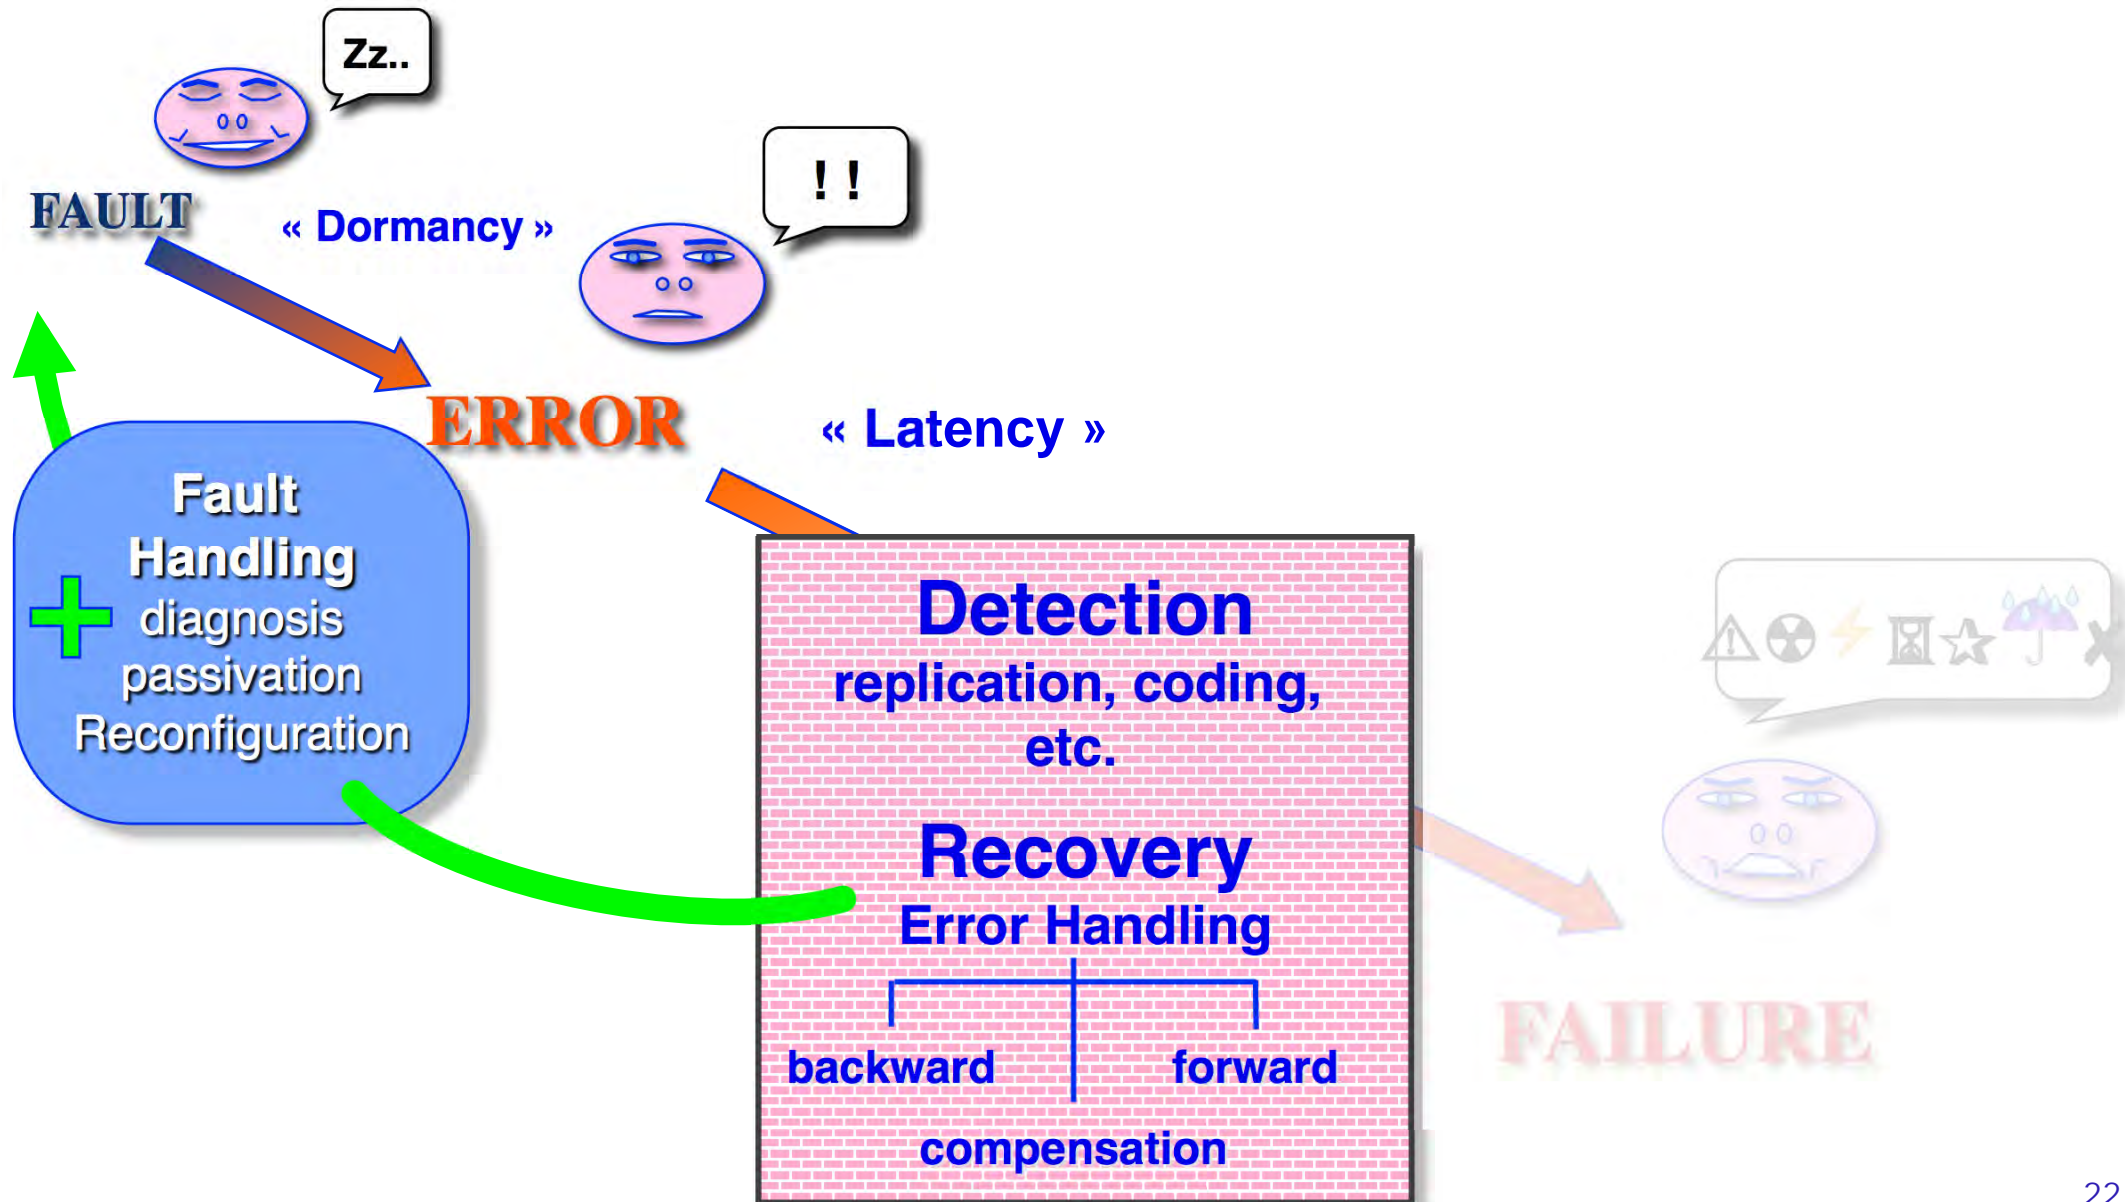 Zz..
! !
FAULT
« Dormancy »
ERROR
« Latency »
Fault
Handling
diagnosis
passivation
Reconfiguration
Detection
replication, coding,
etc.
Recovery
Error Handling
backward
forward
compensation
FAILURE
22